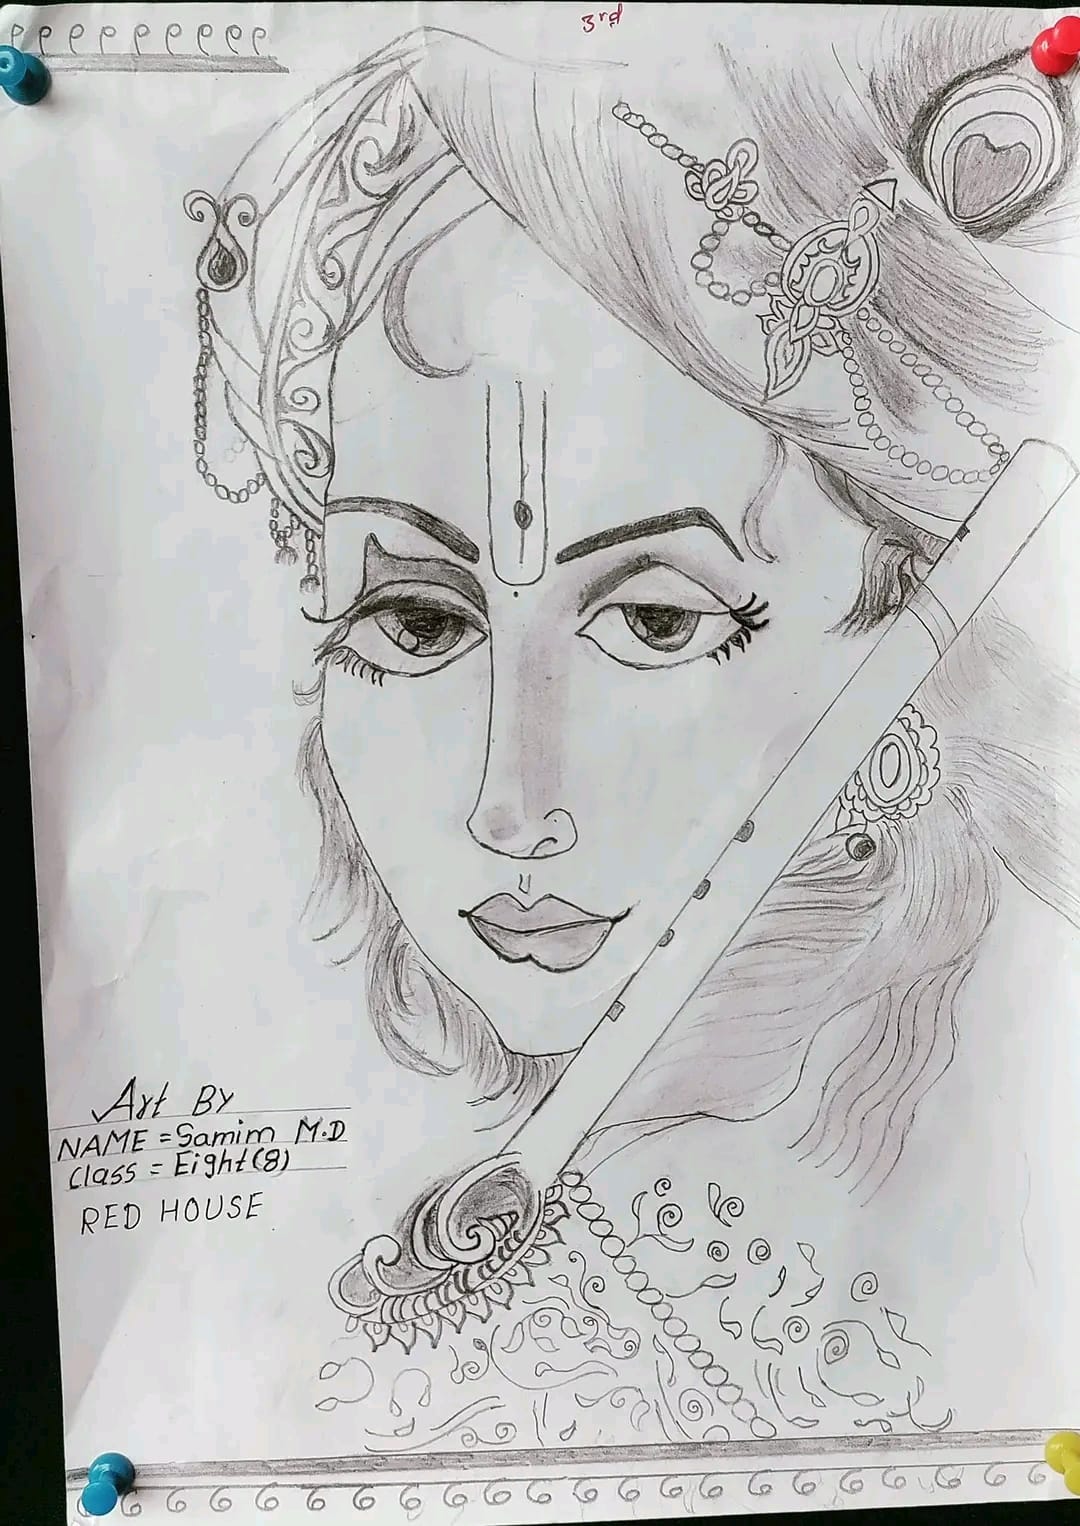 3rd
Art By
NAME = Samim M.D
Class = Eight(8)
RED HOUSE